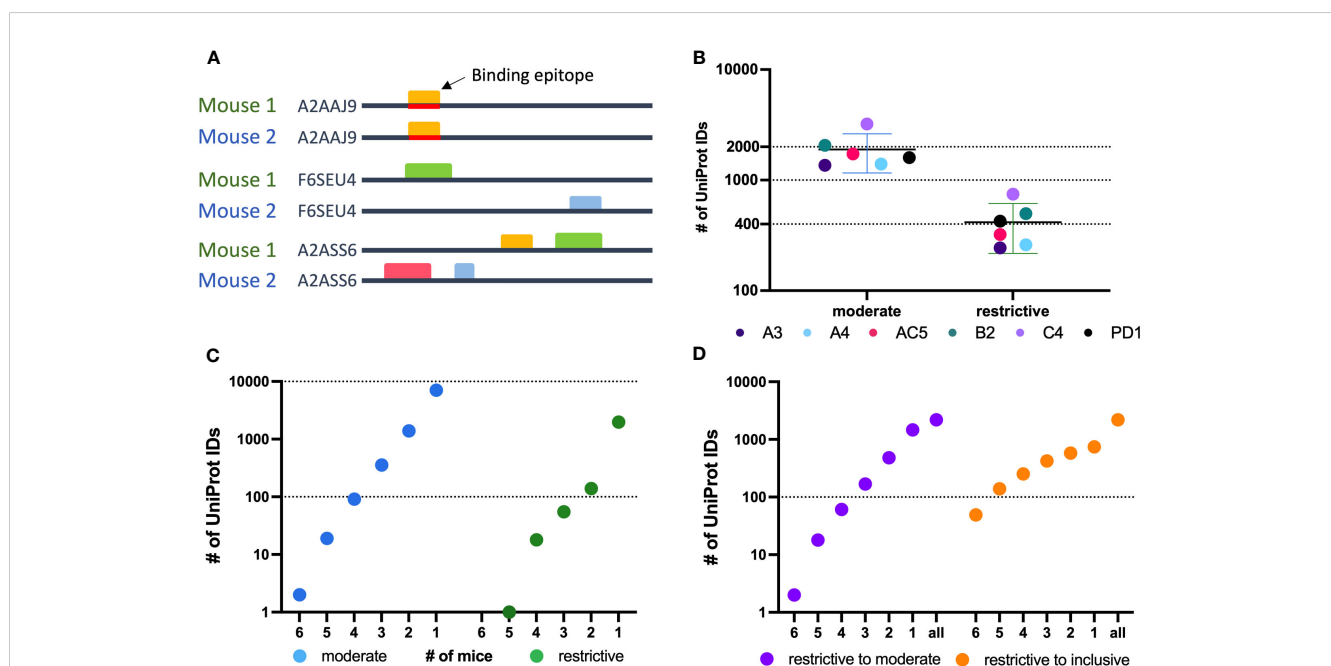 A
Binding epitope
Mouse 1 A2AAJ9
Mouse 2 A2AAJ9
Mouse 1 F6SEU4
Mouse 2 F6SEU4
Mouse 1 A2ASS6
Mouse 2 A2ASS6
B
# of UniProt IDs
10000
2000
1000
400
100
moderate restrictive
A3 A4 AC5 B2 C4 PD1
C
# of UniProt IDs
10000
1000
100
10
1
6 5 4 3 2 1 6 5 4 3 2 1
moderate # of mice restrictive
D
# of UniProt IDs
10000
1000
100
10
1
6 5 4 3 2 1 all 6 5 4 3 2 1 all
restrictive to moderate restrictive to inclusive